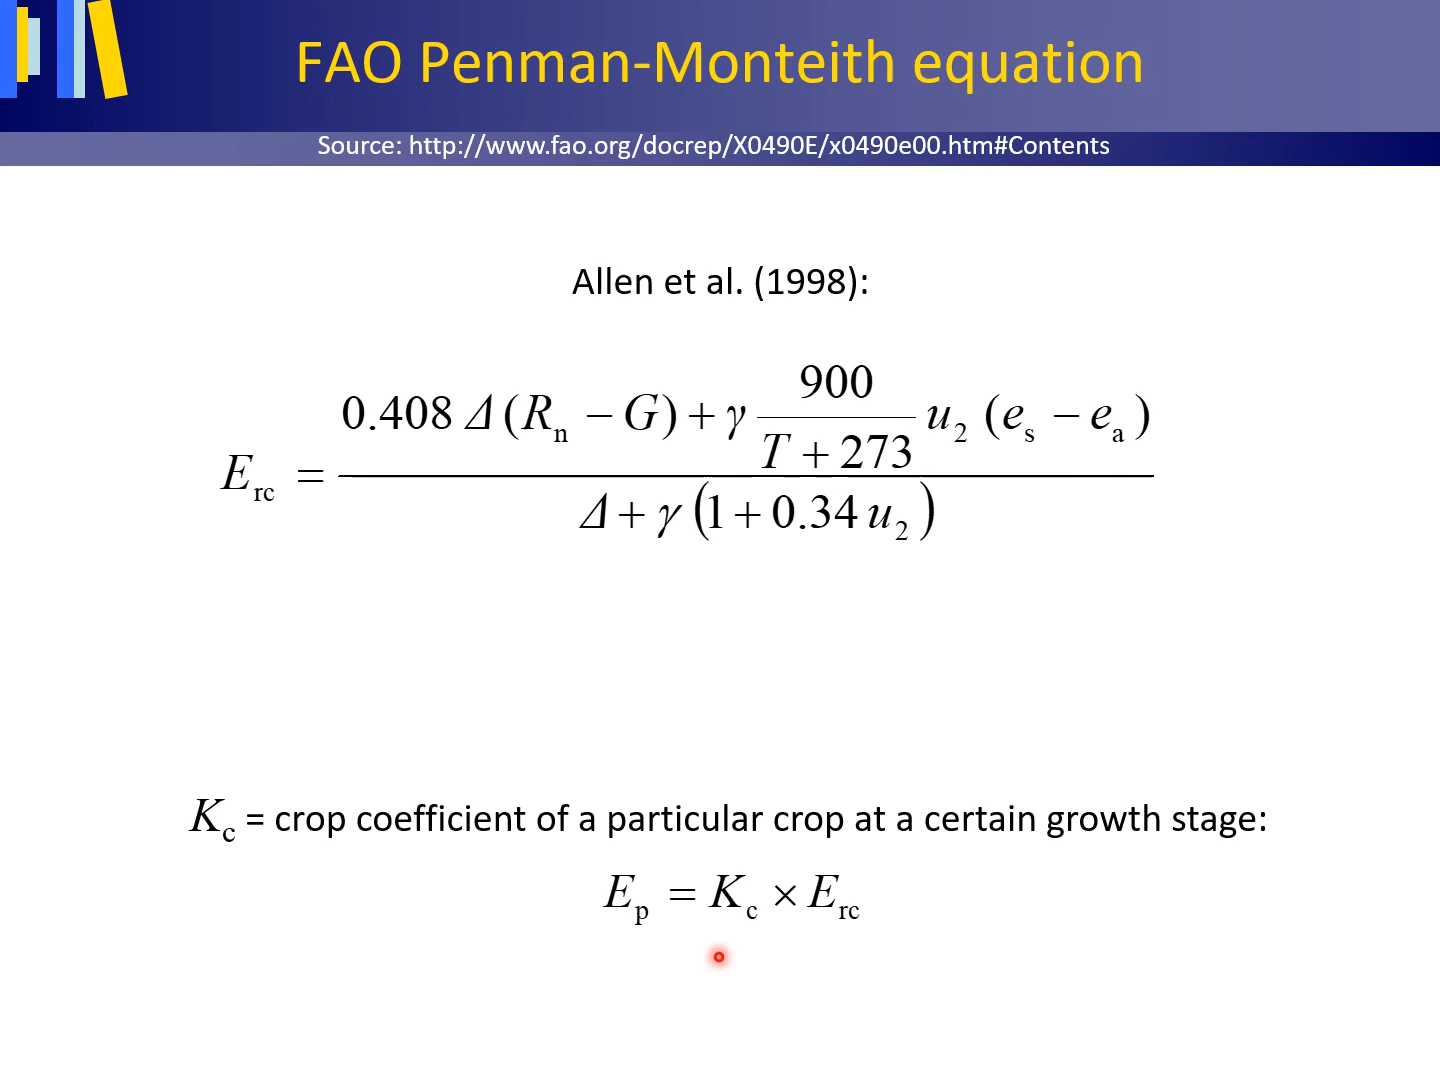 FAO Penman-Monteith equation
Source: http://www.fao.org/docrep/X0490E/x0490e00.htm#Contents
Allen et al. (1998):
E_rc = (0.408 Δ (R_n − G) + γ 900/(T + 273) u_2 (e_s − e_a)) / (Δ + γ (1 + 0.34 u_2))
K_c = crop coefficient of a particular crop at a certain growth stage:
E_p = K_c × E_rc